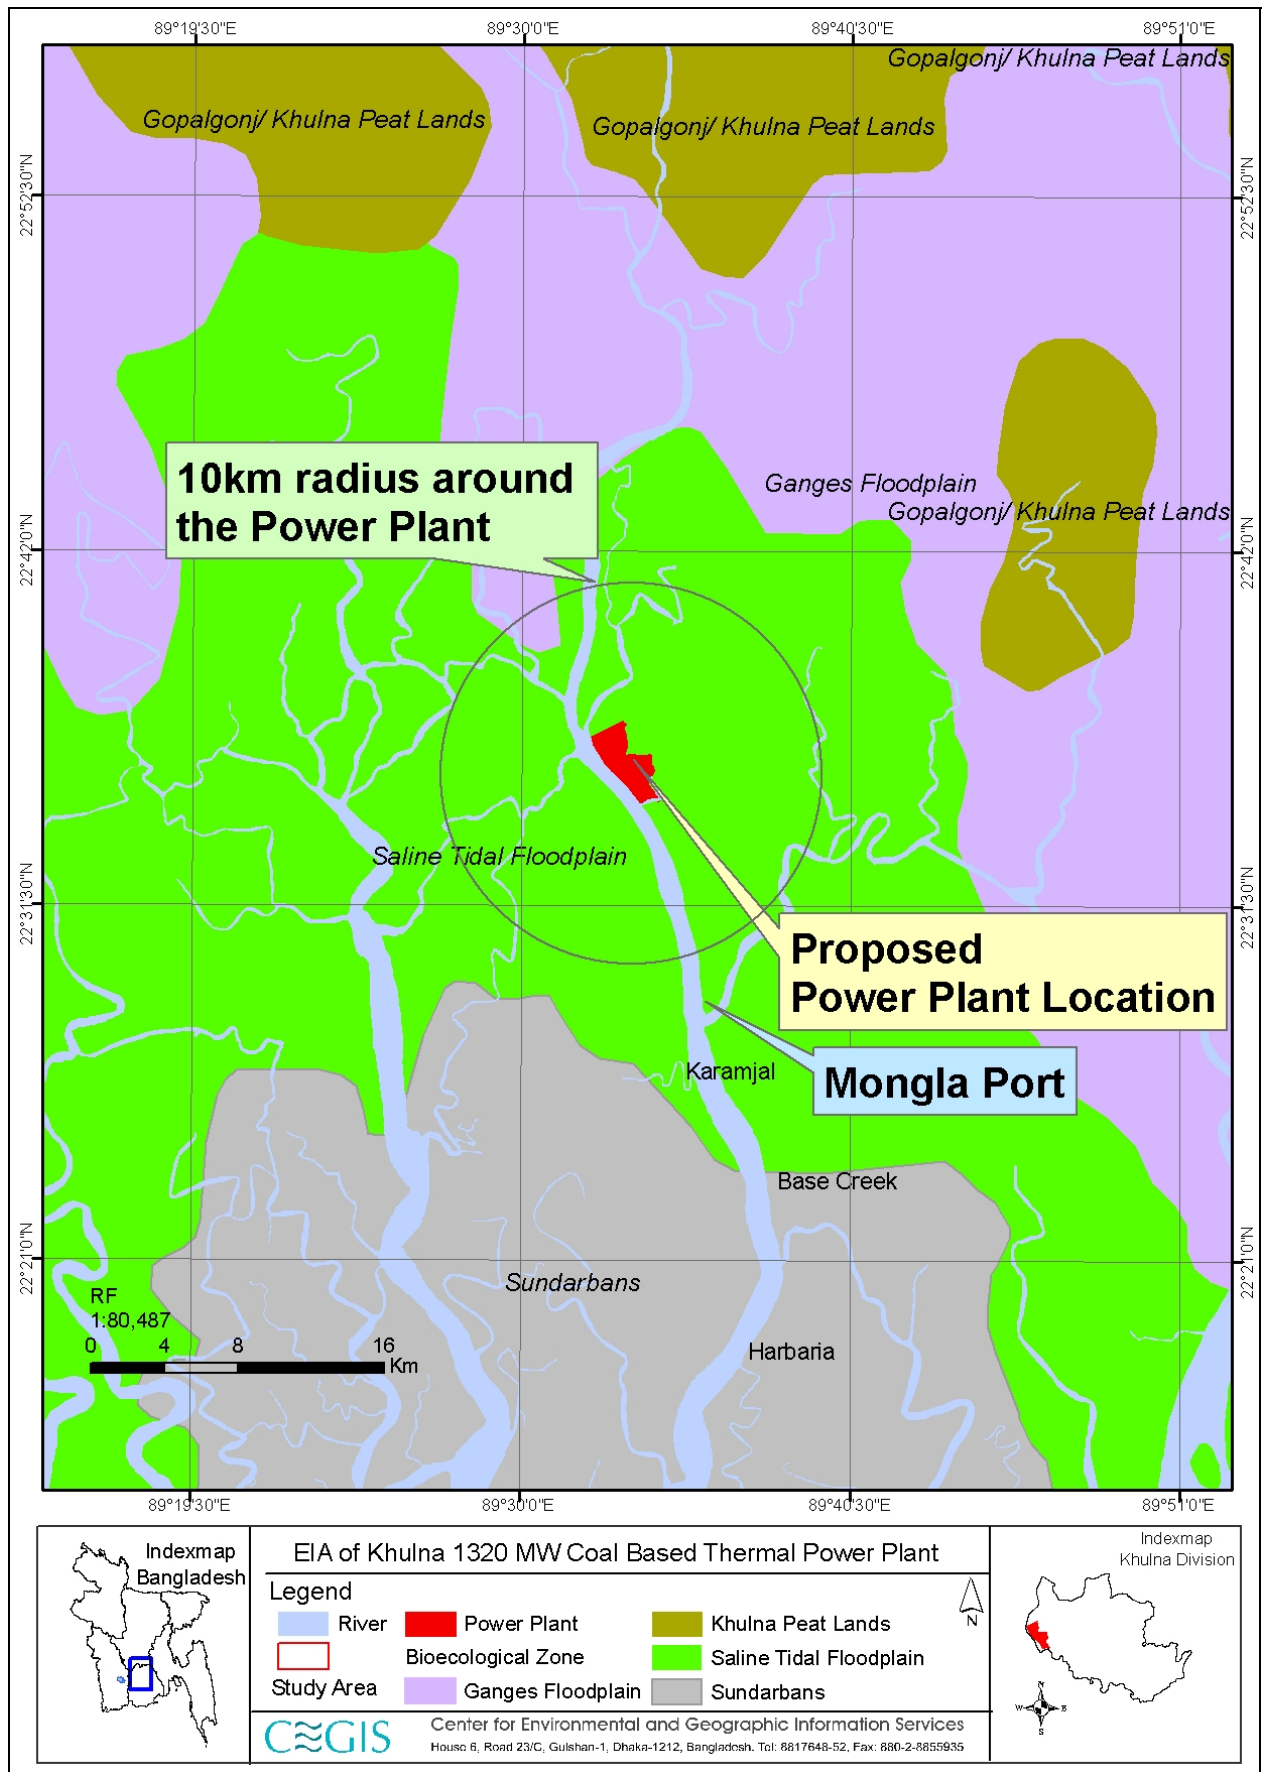 89°19'30"E
89°30'0"E
89°40'30"E
89°51'0"E
Gopalgonj/ Khulna Peat Lands
Gopalgonj/ Khulna Peat Lands
Gopalgonj/ Khulna Peat Lands
22°52'30"N
22°52'30"N
10km radius around
the Power Plant
Ganges Floodplain
Gopalgonj/ Khulna Peat Lands
22°42'0"N
22°42'0"N
Saline Tidal Floodplain
22°31'30"N
22°31'30"N
Proposed
Power Plant Location
Karamjal
Mongla Port
Base Creek
22°21'0"N
22°21'0"N
Sundarbans
RF
1:80,487
0 4 8 16
Km
Harbaria
89°19'30"E
89°30'0"E
89°40'30"E
89°51'0"E
Indexmap
Bangladesh
EIA of Khulna 1320 MW Coal Based Thermal Power Plant
Legend
N
River
Power Plant
Khulna Peat Lands
Bioecological Zone
Saline Tidal Floodplain
Study Area
Ganges Floodplain
Sundarbans
CEGIS
Center for Environmental and Geographic Information Services
House 6, Road 23/C, Gulshan-1, Dhaka-1212, Bangladesh. Tel: 8817648-52, Fax: 880-2-8855935
Indexmap
Khulna Division
N
W E
S